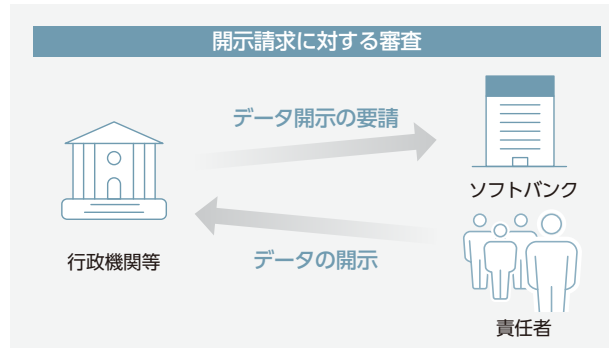 開示請求に対する審査
データ開示の要請
ソフトバンク
行政機関等
データの開示
責任者